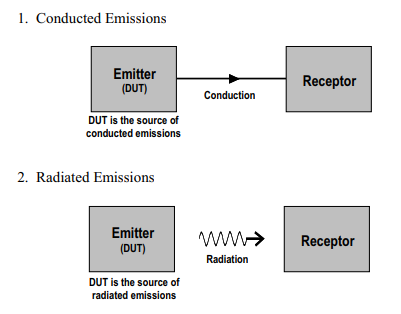 1. Conducted Emissions
Emitter
(DUT)
Conduction
Receptor
DUT is the source of
conducted emissions
2. Radiated Emissions
Emitter
(DUT)
Radiation
Receptor
DUT is the source of
radiated emissions